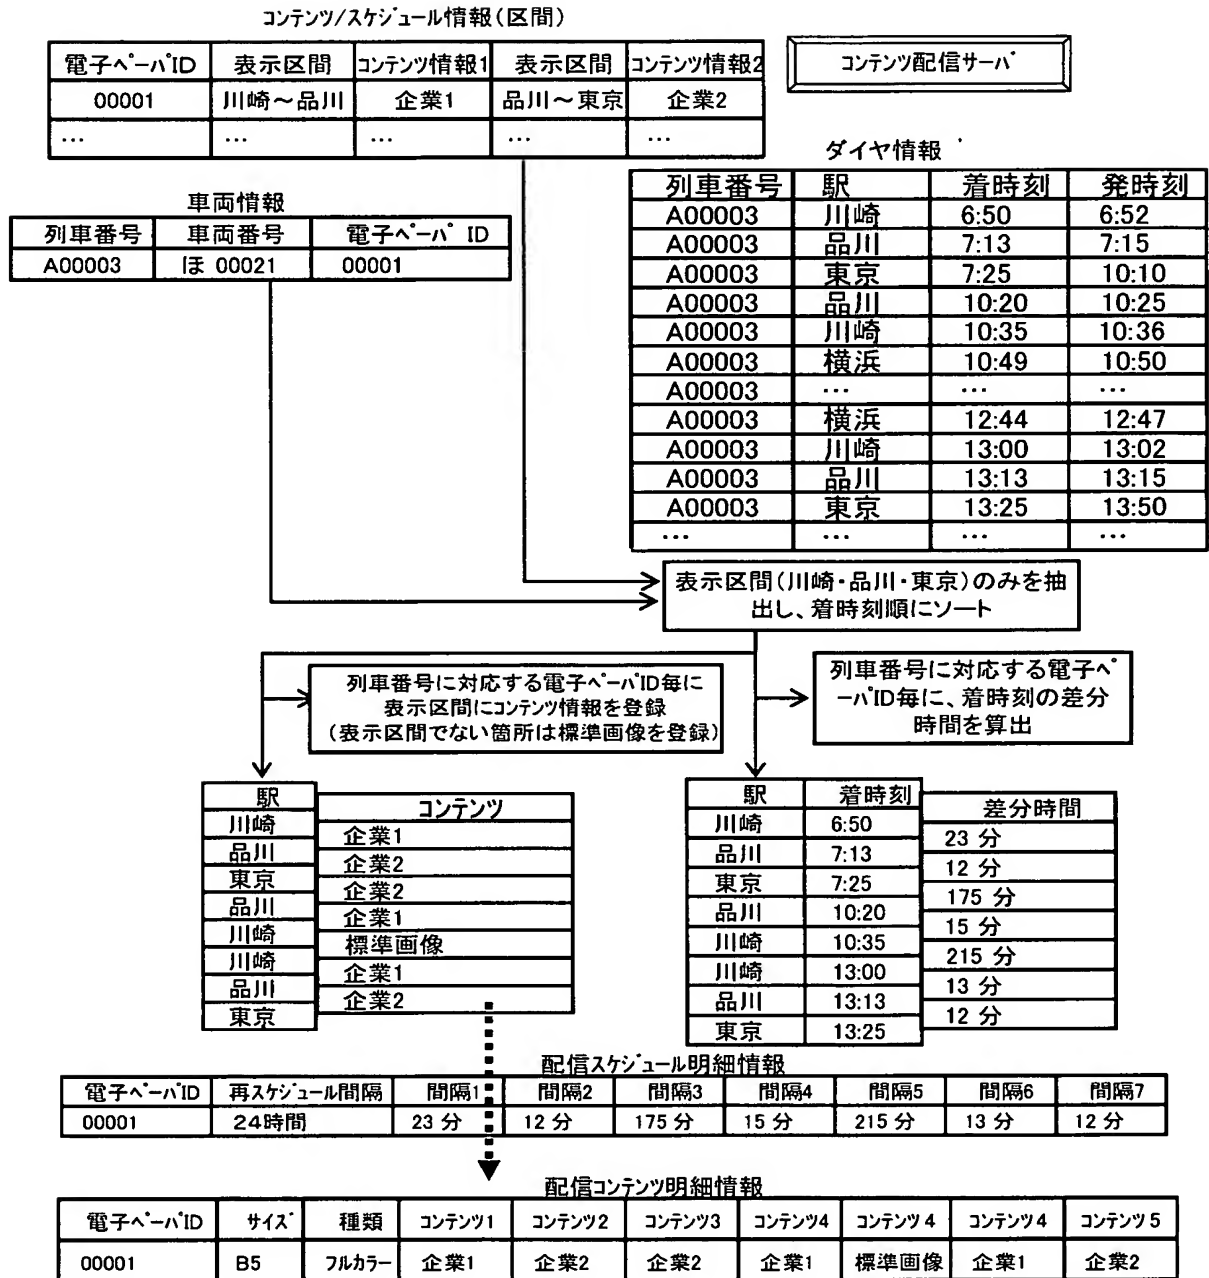 コンテンツ/スケジュール情報(区間)
電子ペーパID 表示区間 コンテンツ情報1 表示区間 コンテンツ情報2
00001 川崎～品川 企業1 品川～東京 企業2
… … … … …
コンテンツ配信サーバ
ダイヤ情報
列車番号 駅 着時刻 発時刻
A00003 川崎 6:50 6:52
A00003 品川 7:13 7:15
A00003 東京 7:25 10:10
A00003 品川 10:20 10:25
A00003 川崎 10:35 10:36
A00003 横浜 10:49 10:50
A00003 … … …
A00003 横浜 12:44 12:47
A00003 川崎 13:00 13:02
A00003 品川 13:13 13:15
A00003 東京 13:25 13:50
… … … …
車両情報
列車番号 車両番号 電子ペーパ ID
A00003 ほ 00021 00001
表示区間(川崎・品川・東京)のみを抽
出し、着時刻順にソート
列車番号に対応する電子ペーパID毎に
表示区間にコンテンツ情報を登録
(表示区間でない箇所は標準画像を登録)
列車番号に対応する電子ペ
ーパID毎に、着時刻の差分
時間を算出
駅
川崎
品川
東京
品川
川崎
川崎
品川
東京
コンテンツ
企業1
企業2
企業2
企業1
標準画像
企業1
企業2
駅 着時刻
川崎 6:50
品川 7:13
東京 7:25
品川 10:20
川崎 10:35
川崎 13:00
品川 13:13
東京 13:25
差分時間
23 分
12 分
175 分
15 分
215 分
13 分
12 分
配信スケジュール明細情報
電子ペーパID 再スケジュール間隔 間隔1 間隔2 間隔3 間隔4 間隔5 間隔6 間隔7
00001 24時間 23 分 12 分 175 分 15 分 215 分 13 分 12 分
配信コンテンツ明細情報
電子ペーパID サイズ 種類 コンテンツ1 コンテンツ2 コンテンツ3 コンテンツ4 コンテンツ 4 コンテンツ 4 コンテンツ 5
00001 B5 フルカラー 企業1 企業2 企業2 企業1 標準画像 企業1 企業2